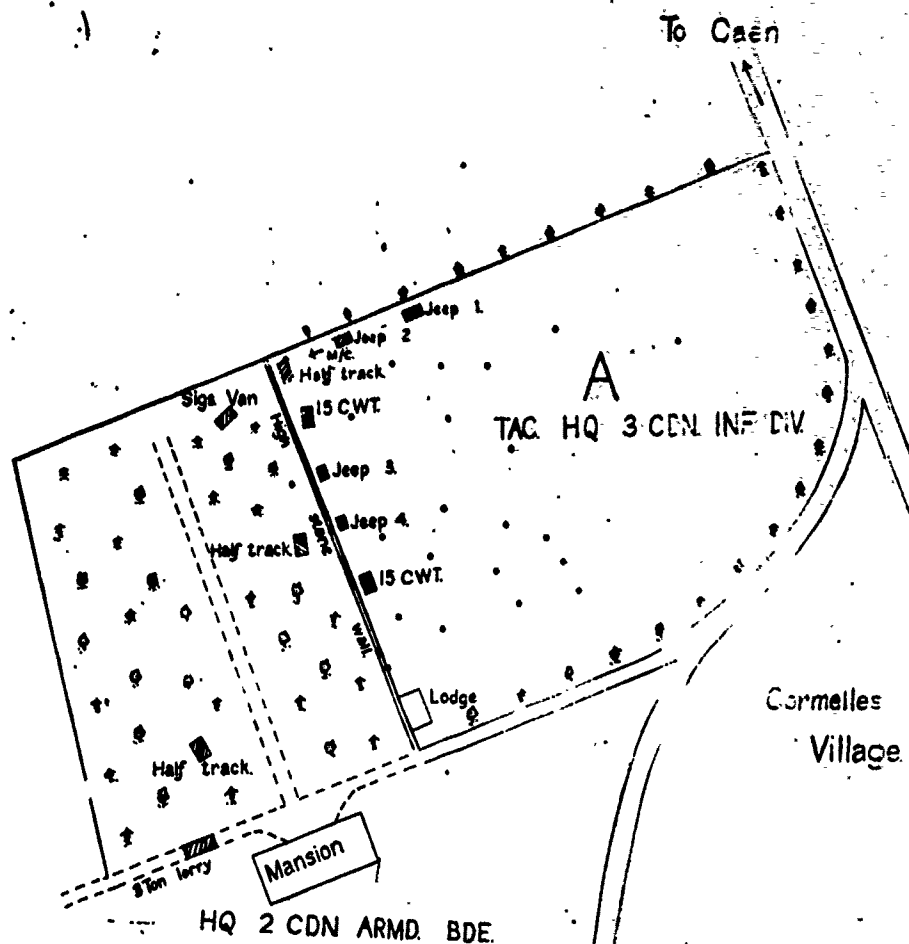 To Caen
Jeep 1.
Jeep 2
M/C.
Half track
Sigs Van
15 CWT.
High
A
TAC. HQ 3 CDN. INF DIV.
Jeep 3.
Jeep 4.
stone
Half track
15 CWT.
wall.
Lodge
Cormelles
Village
Half track.
3 Ton lorry
Mansion
HQ 2 CDN ARMD. BDE.